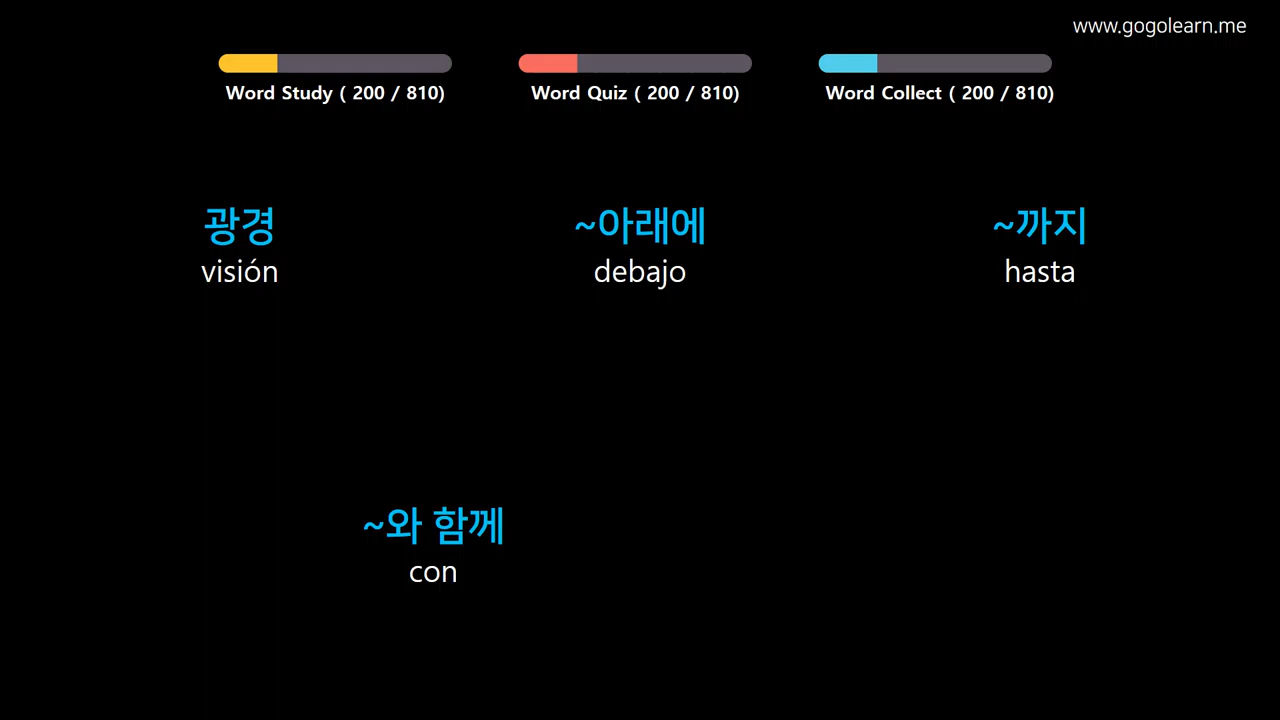 www.gogolearn.me
Word Study ( 200 / 810)
Word Quiz ( 200 / 810)
Word Collect ( 200 / 810)
광경
visión
~아래에
debajo
~까지
hasta
~와 함께
con